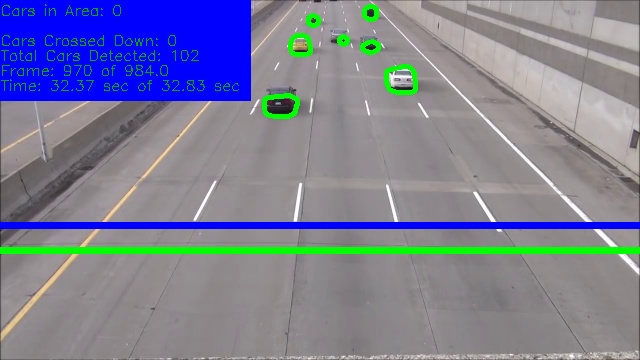 Cars in Area: 0
Cars Crossed Down: 0
Total Cars Detected: 102
Frame: 970 of 984.0
Time: 32.37 sec of 32.83 sec